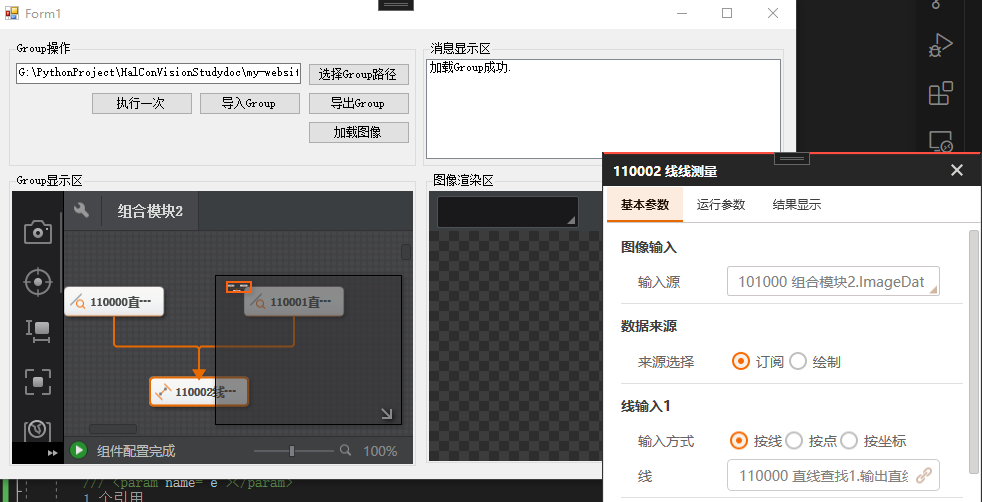 Form1
Group操作
G:\PythonProject\HalConVisionStudydoc\my-websit
选择Group路径
执行一次
导入Group
导出Group
加载图像
消息显示区
加载Group成功.
Group显示区
组合模块2
110000直···
110001直···
110002线···
组件配置完成
100%
图像渲染区
110002 线线测量
基本参数
运行参数
结果显示
图像输入
输入源
101000 组合模块2.ImageDat
数据来源
来源选择
订阅
绘制
线输入1
输入方式
按线
按点
按坐标
线
110000 直线查找1.输出直线
/// <param name="e"></param>
1 个引用